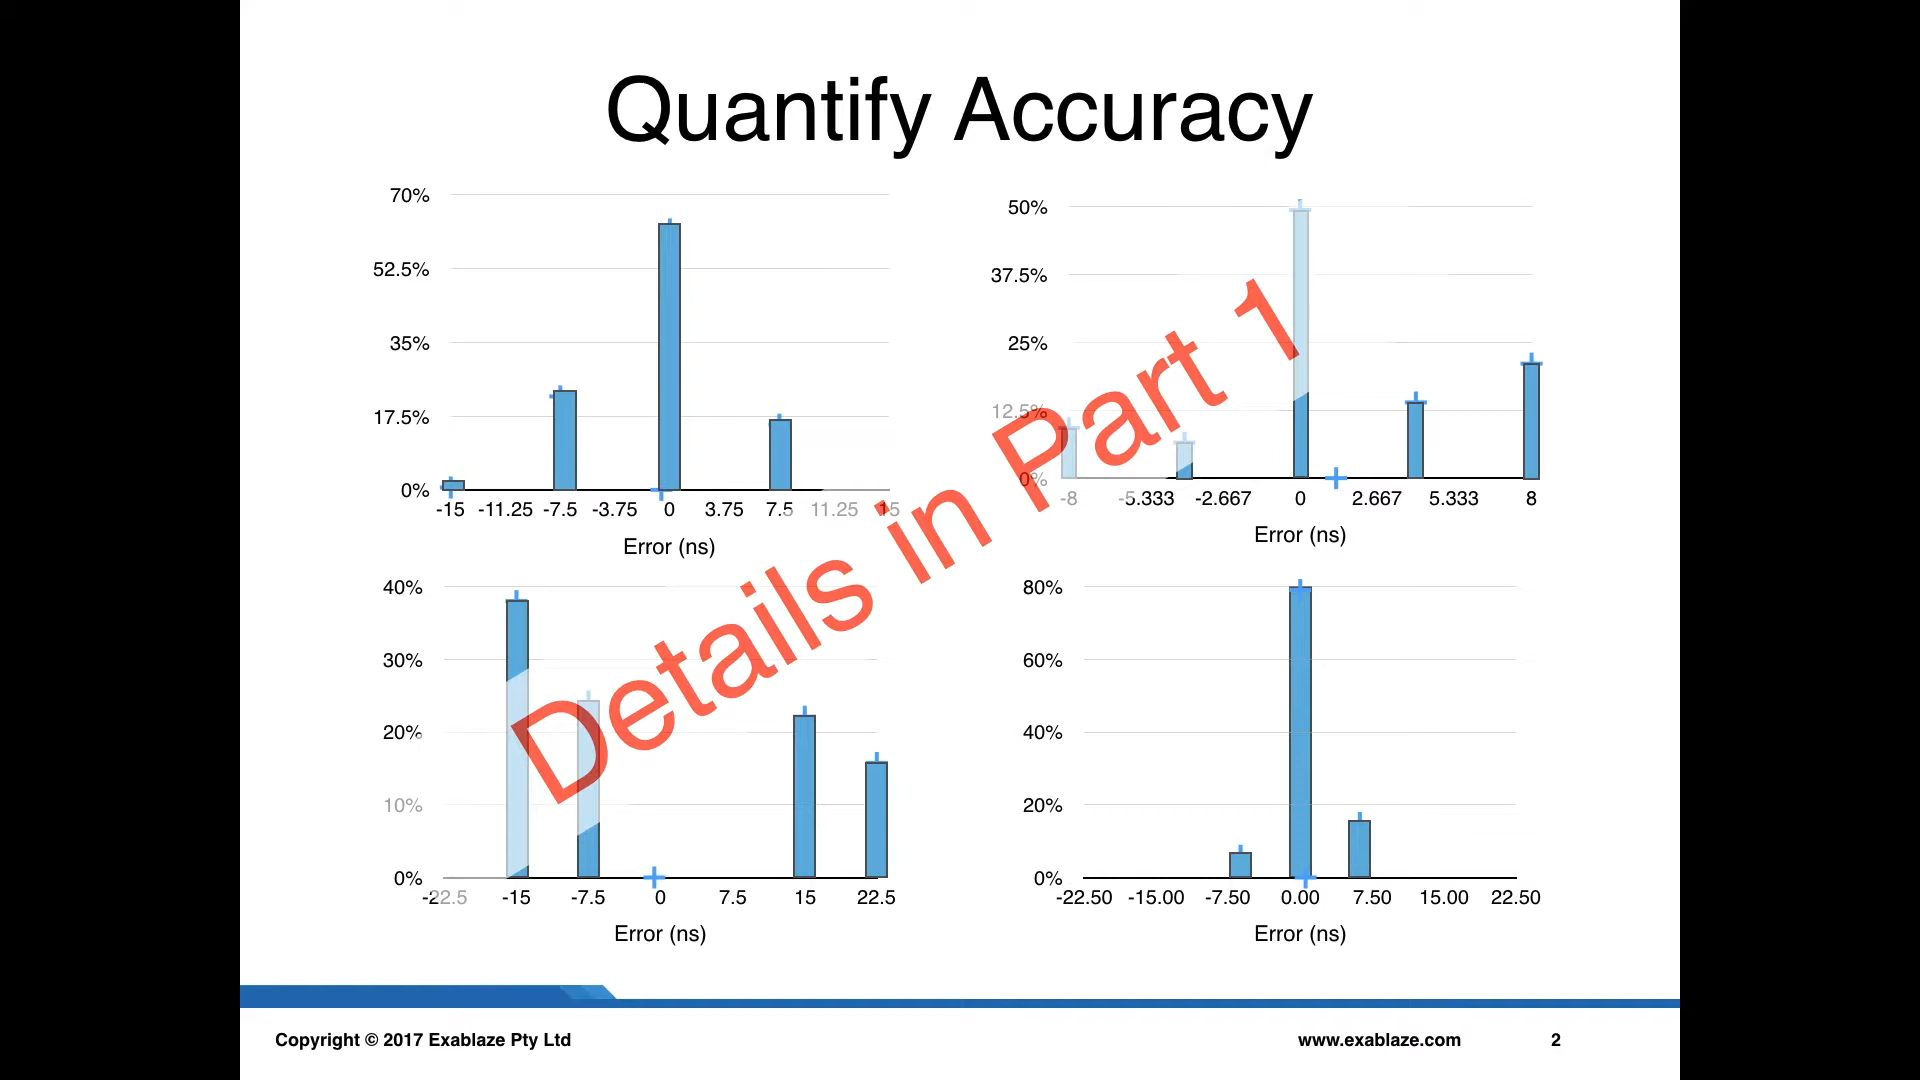 Quantify Accuracy
70%
52.5%
35%
17.5%
0%
-15 -11.25 -7.5 -3.75 0 3.75 7.5 11.25 15
Error (ns)
50%
37.5%
25%
12.5%
0%
-8 -5.333 -2.667 0 2.667 5.333 8
Error (ns)
Details in Part 1
40%
30%
20%
10%
0%
-22.5 -15 -7.5 0 7.5 15 22.5
Error (ns)
80%
60%
40%
20%
0%
-22.50 -15.00 -7.50 0.00 7.50 15.00 22.50
Error (ns)
Copyright © 2017 Exablaze Pty Ltd
www.exablaze.com
2